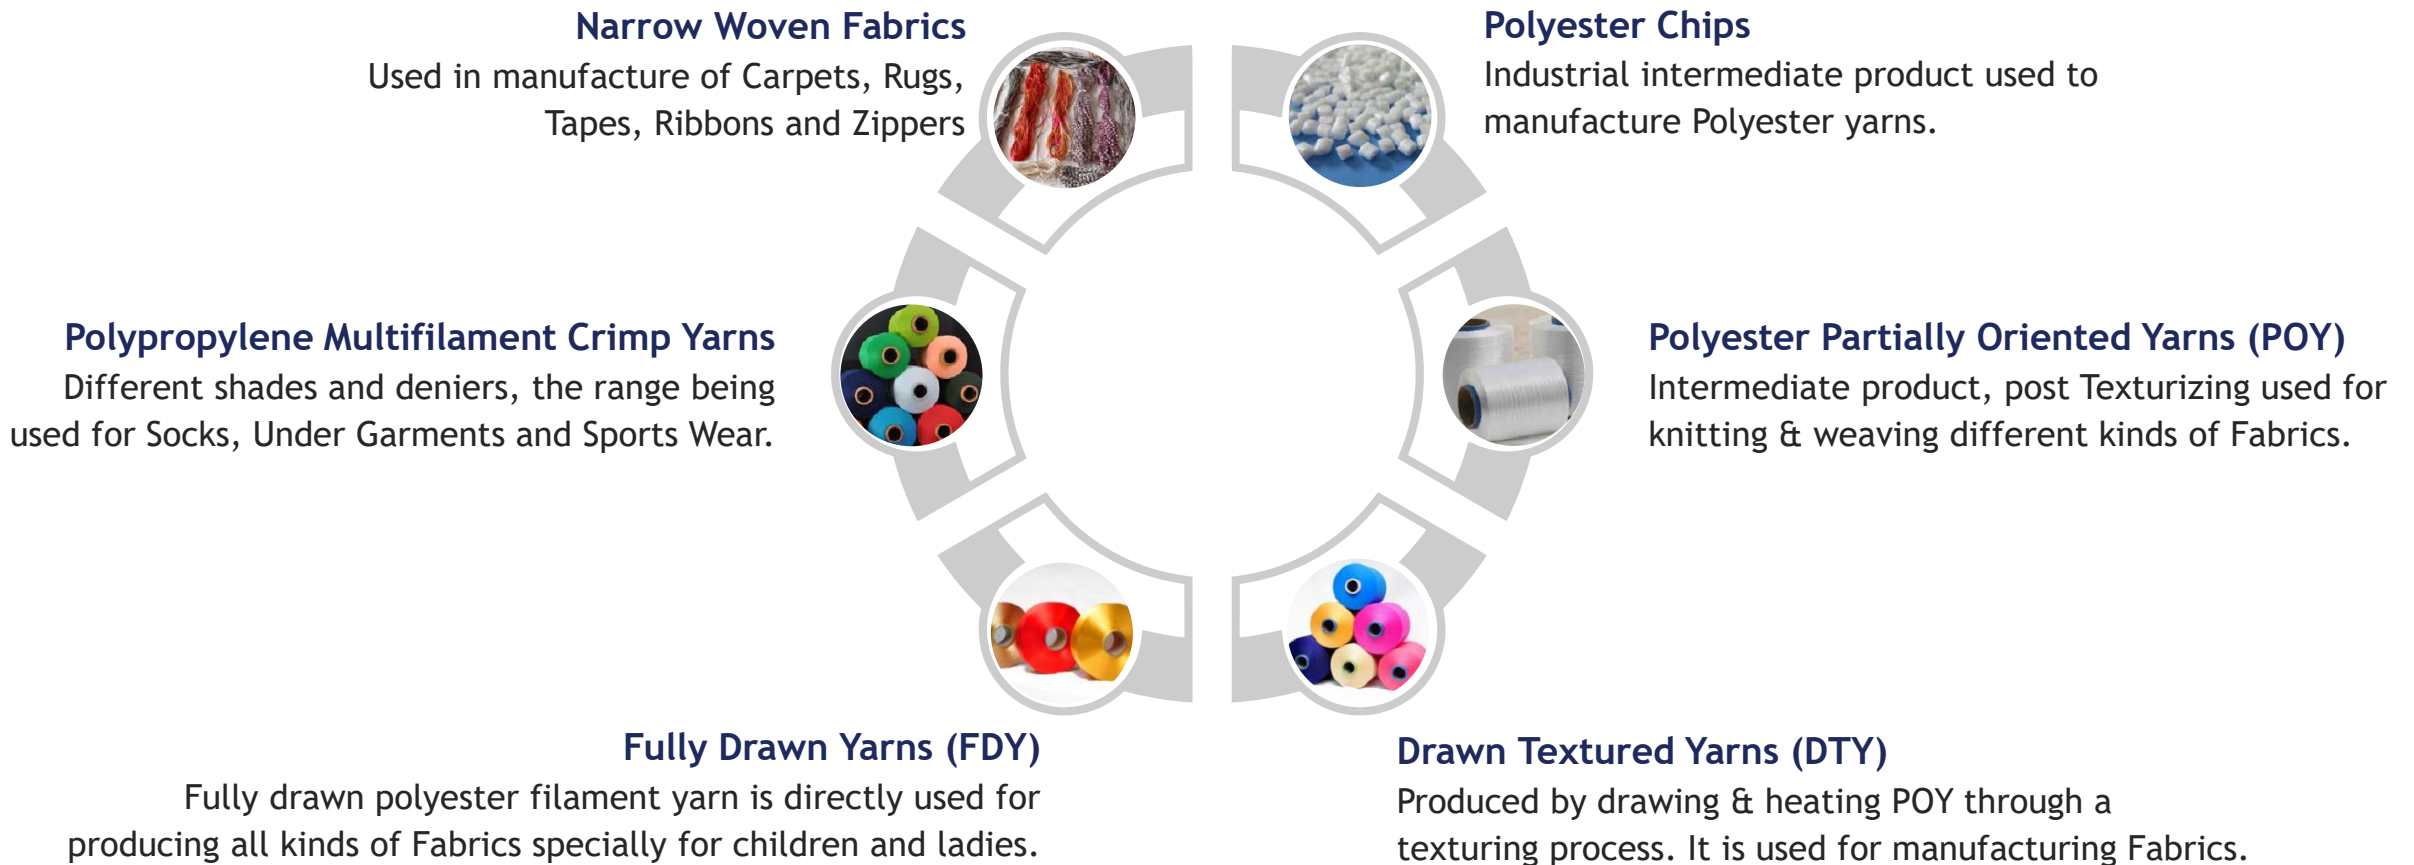 Narrow Woven Fabrics
Used in manufacture of Carpets, Rugs,
Tapes, Ribbons and Zippers
Polyester Chips
Industrial intermediate product used to
manufacture Polyester yarns.
Polypropylene Multifilament Crimp Yarns
Different shades and deniers, the range being
used for Socks, Under Garments and Sports Wear.
Polyester Partially Oriented Yarns (POY)
Intermediate product, post Texturizing used for
knitting & weaving different kinds of Fabrics.
Fully Drawn Yarns (FDY)
Fully drawn polyester filament yarn is directly used for
producing all kinds of Fabrics specially for children and ladies.
Drawn Textured Yarns (DTY)
Produced by drawing & heating POY through a
texturing process. It is used for manufacturing Fabrics.